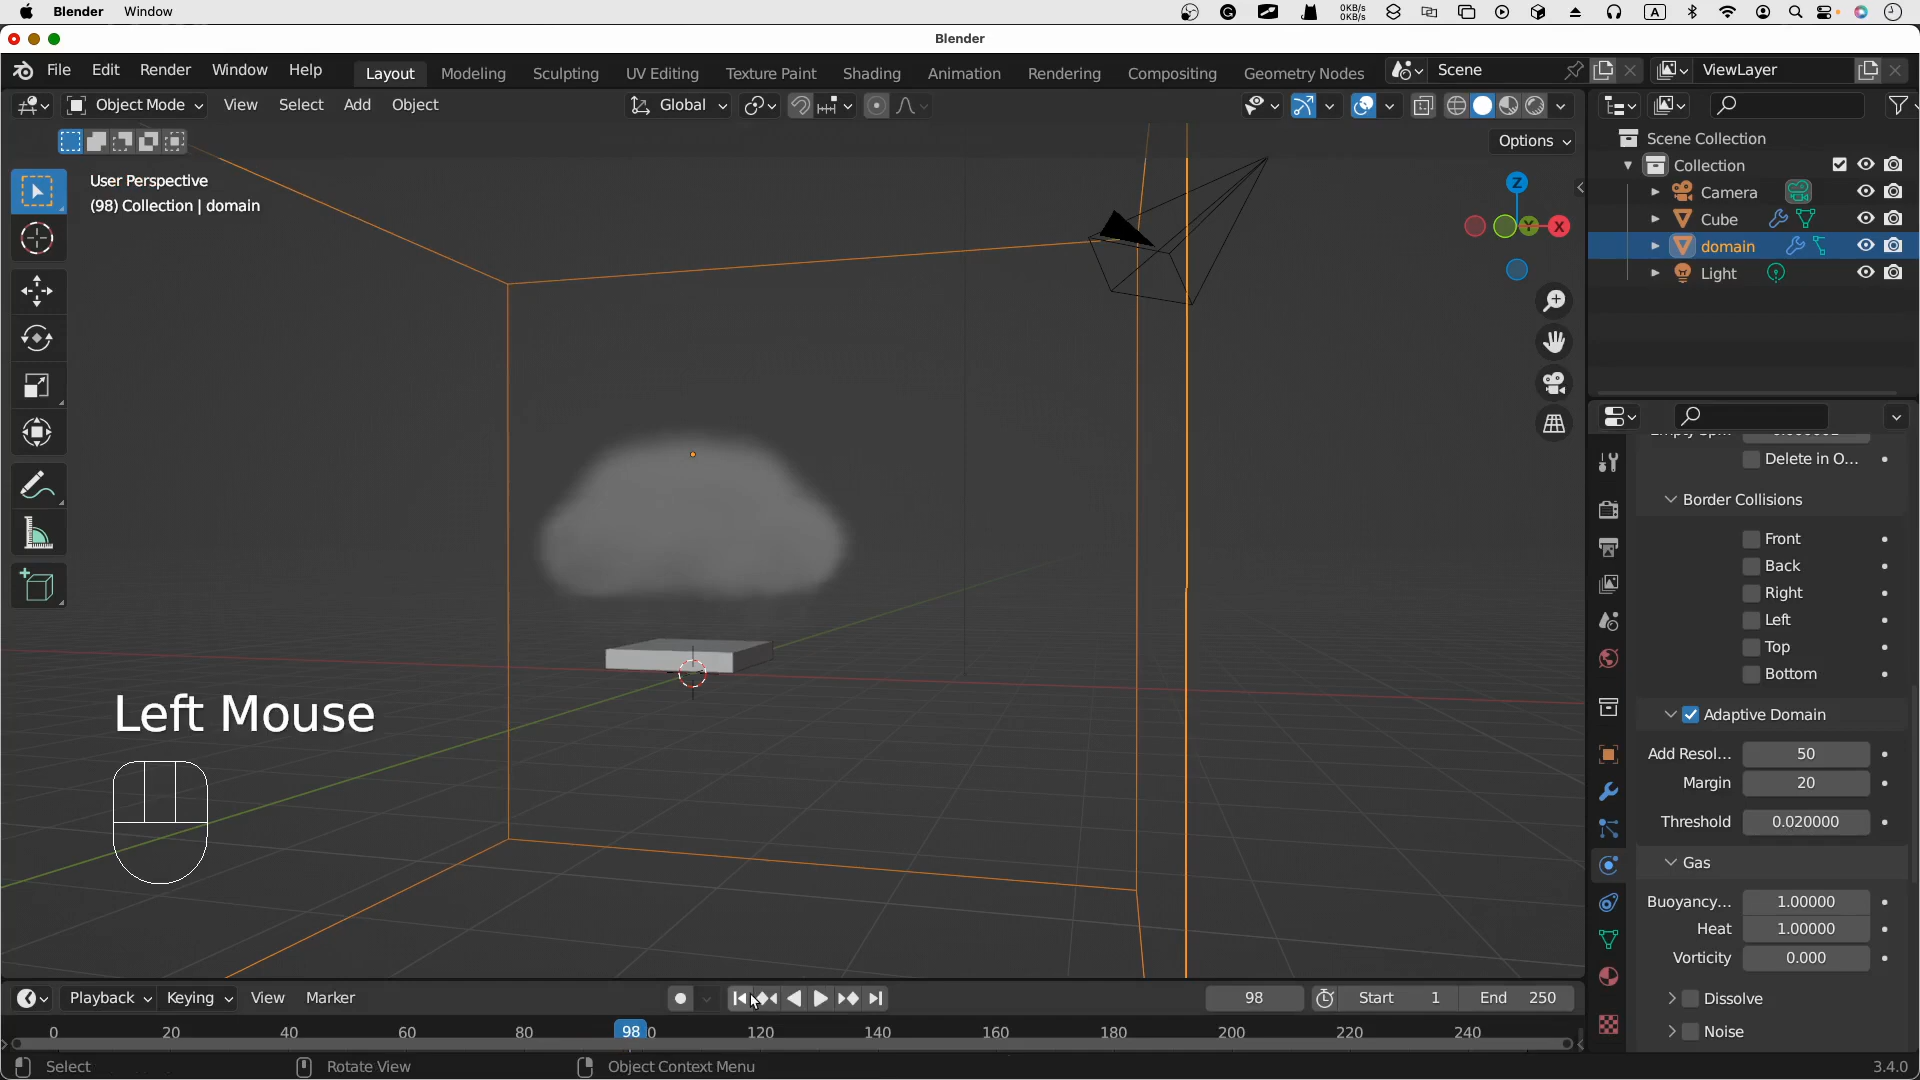 Blender Window
0KB/s
0KB/s
A
Blender
File Edit Render Window Help Layout Modeling Sculpting UV Editing Texture Paint Shading Animation Rendering Compositing Geometry Nodes Scene ViewLayer
Object Mode View Select Add Object Global
Options
User Perspective
(98) Collection | domain
Z
Y
X
Scene Collection
Collection
Camera
Cube
domain
Light
Delete in O...
Border Collisions
Front
Back
Right
Left
Top
Bottom
Adaptive Domain
Add Resol... 50
Margin 20
Threshold 0.020000
Gas
Buoyancy... 1.00000
Heat 1.00000
Vorticity 0.000
Dissolve
Noise
Left Mouse
Playback Keying View Marker 98 Start 1 End 250
0 20 40 60 80 98 120 140 160 180 200 220 240
Select Rotate View Object Context Menu 3.4.0